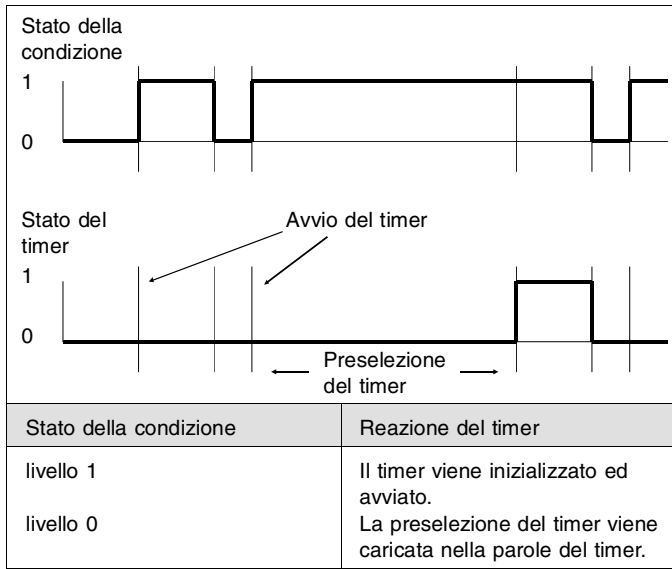 Stato della
condizione
1
0
Stato del
timer
Avvio del timer
1
0
Preselezione
del timer
Stato della condizione
Reazione del timer
livello 1
Il timer viene inizializzato ed
avviato.
livello 0
La preselezione del timer viene
caricata nella parole del timer.